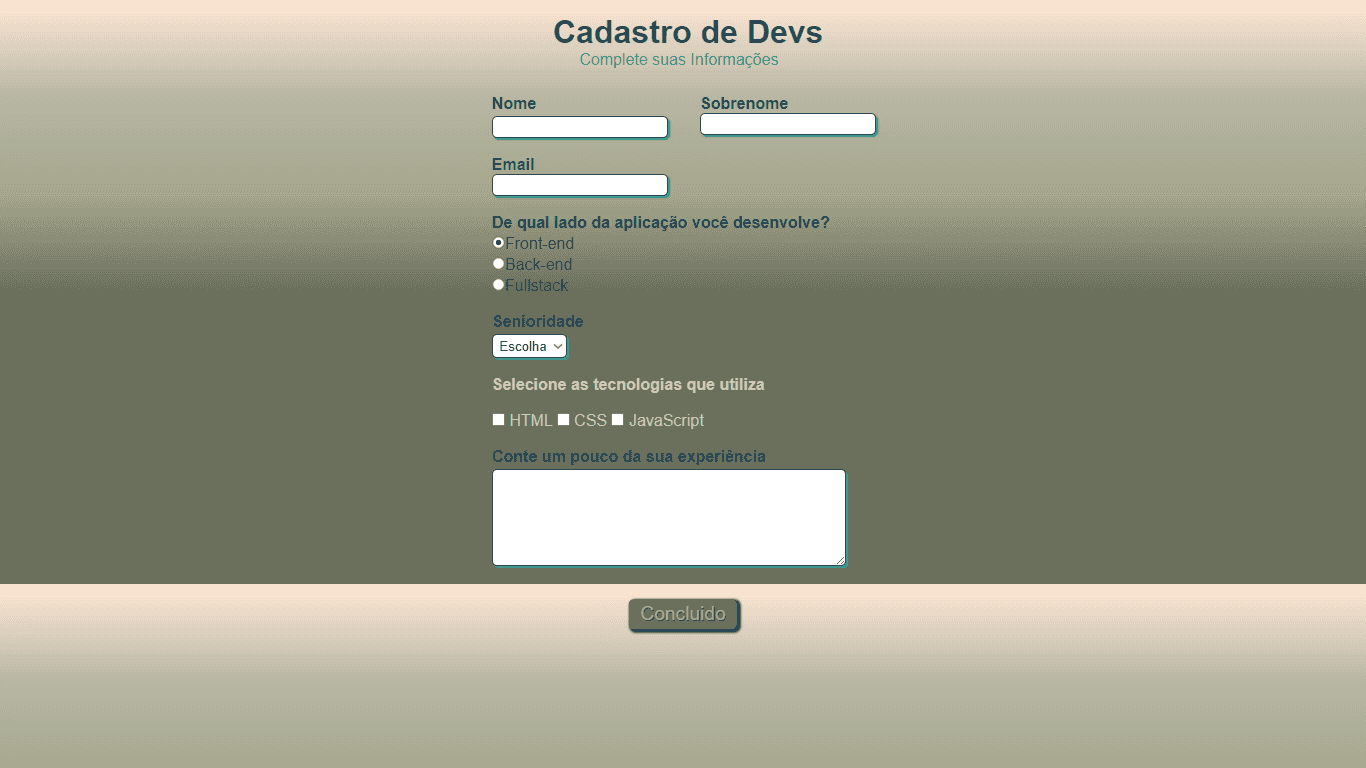 Cadastro de Devs
Complete suas Informações
Nome Sobrenome
Email
De qual lado da aplicação você desenvolve?
Front-end
Back-end
Fullstack
Senioridade
Escolha
Selecione as tecnologias que utiliza
HTML CSS JavaScript
Conte um pouco da sua experiência
Concluido